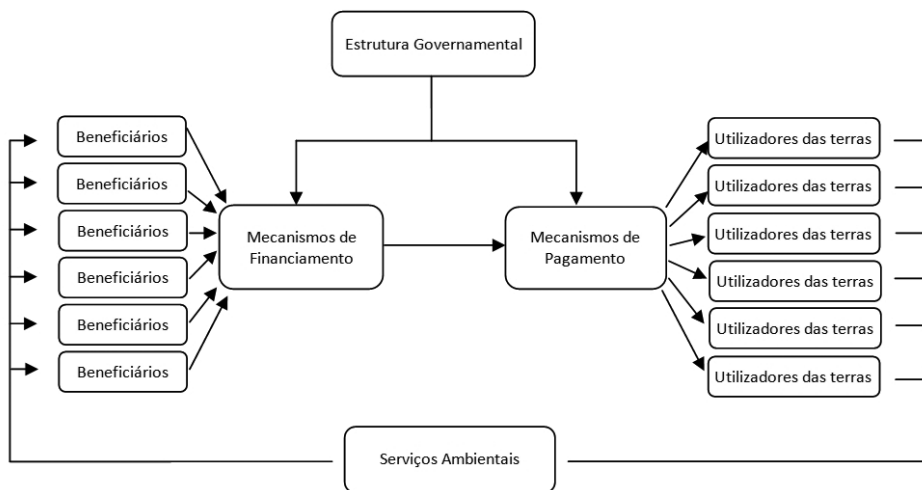 Estrutura Governamental
Beneficiários
Beneficiários
Beneficiários
Beneficiários
Beneficiários
Beneficiários
Mecanismos de
Financiamento
Mecanismos de
Pagamento
Utilizadores das terras
Utilizadores das terras
Utilizadores das terras
Utilizadores das terras
Utilizadores das terras
Utilizadores das terras
Serviços Ambientais